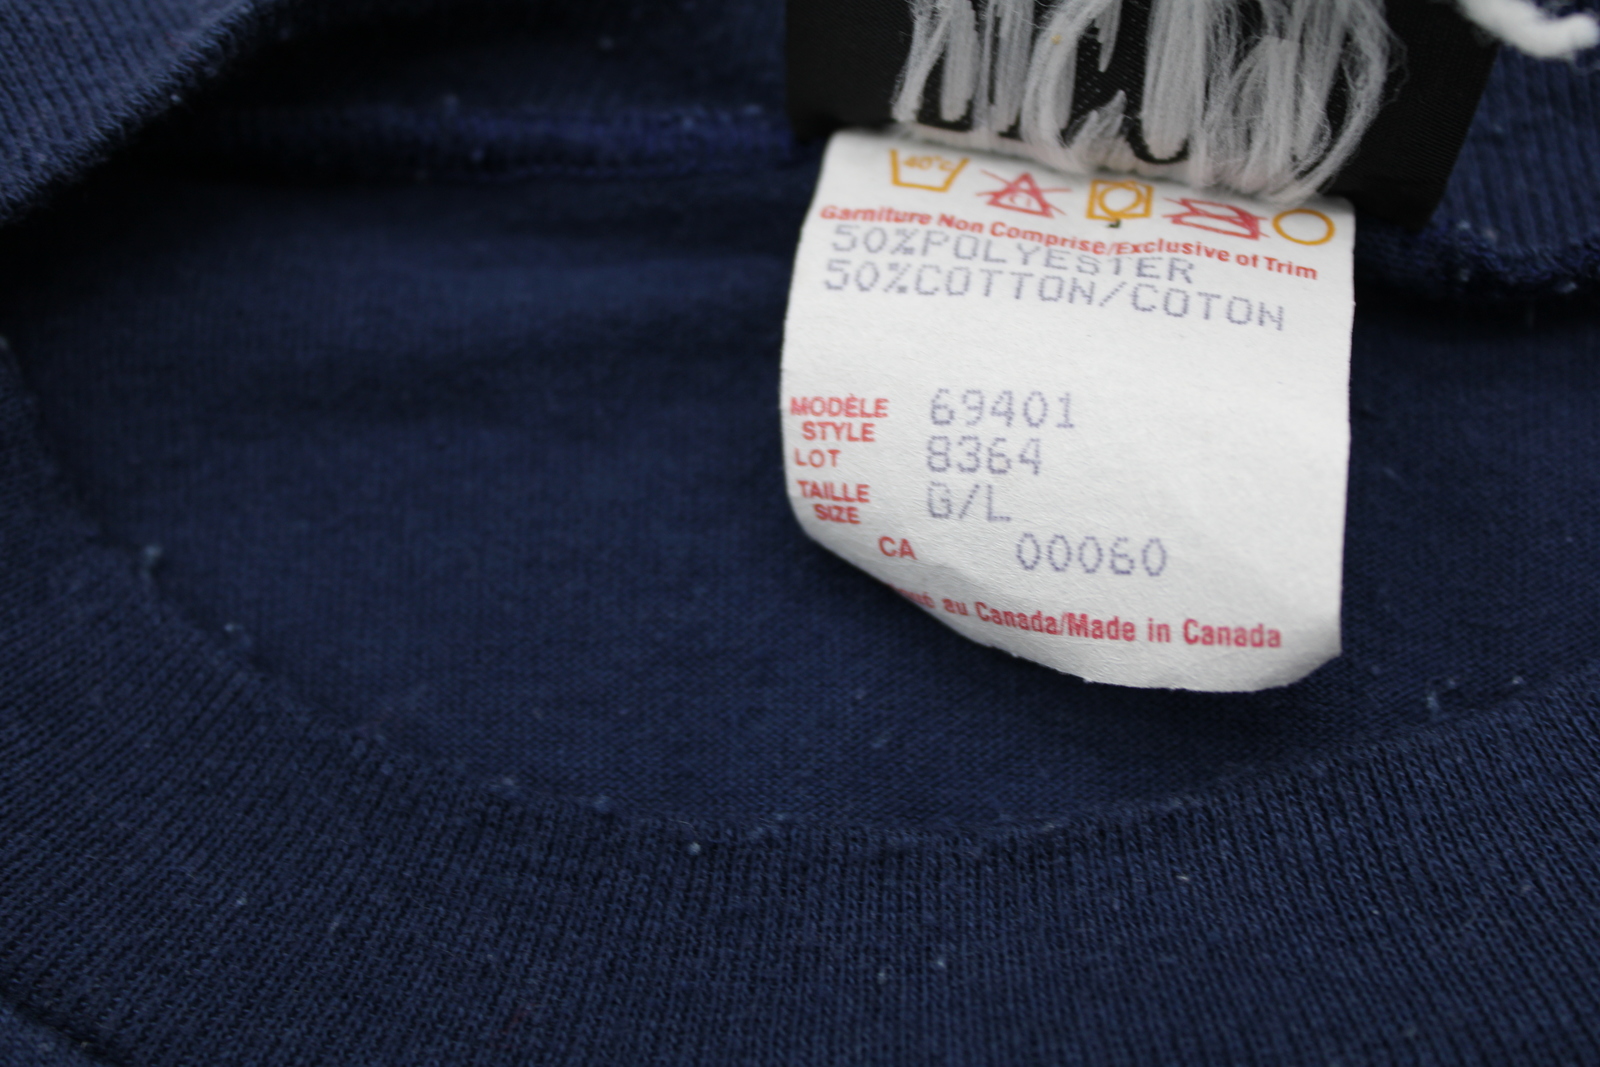 40°C
Garniture Non Comprise/Exclusive of Trim
50%POLYESTER
50%COTTON/COTON
MODÈLE
STYLE 69401
LOT 8364
TAILLE
SIZE G/L
CA 00060
au Canada/Made in Canada